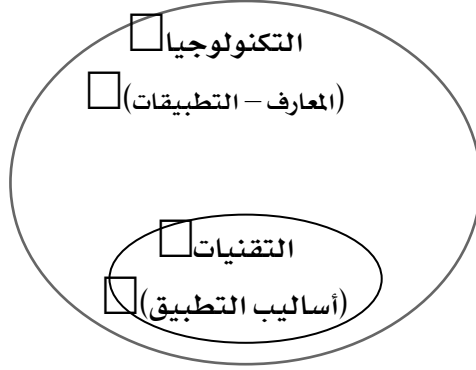 التكنولوجيا
(المعارف – التطبيقات)
التقنيات
(أساليب التطبيق)